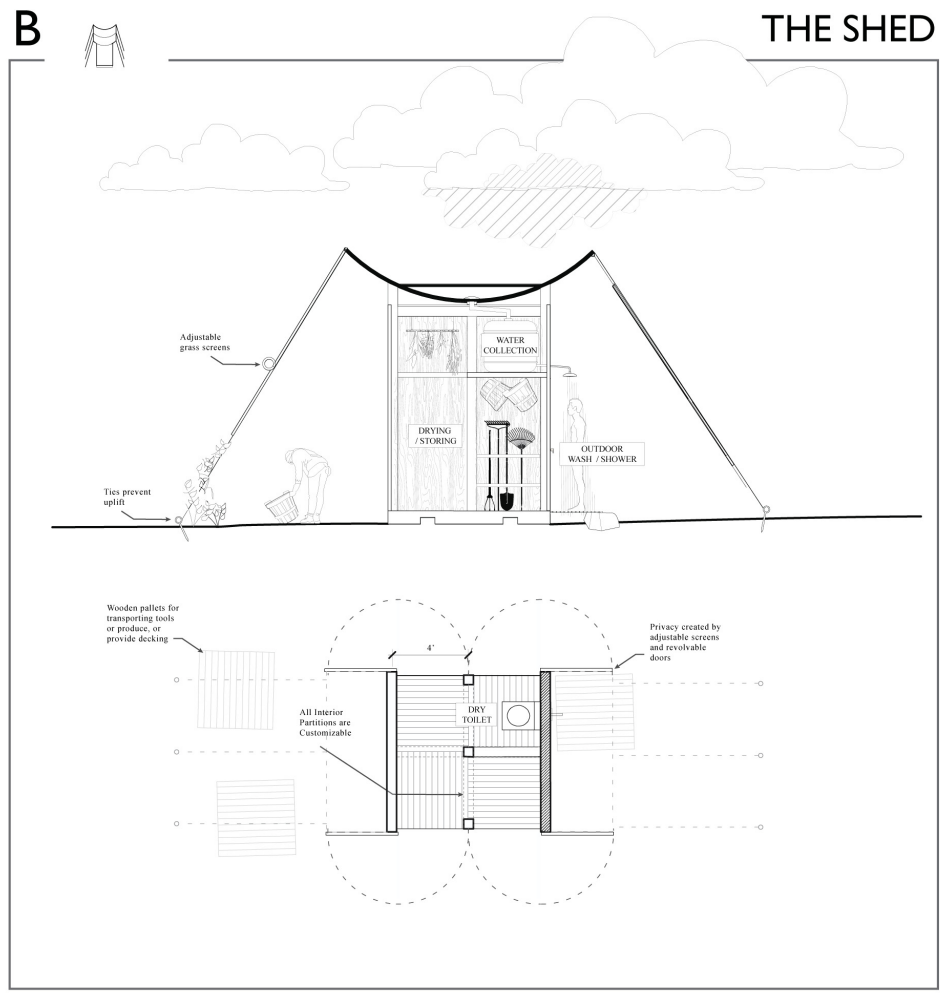 B
THE SHED
Adjustable
grass screens
WATER
COLLECTION
DRYING
/ STORING
OUTDOOR
WASH / SHOWER
Ties prevent
uplift
Wooden pallets for
transporting tools
or produce, or
provide decking
4'
Privacy created by
adjustable screens
and revolvable
doors
All Interior
Partitions are
Customizable
DRY
TOILET